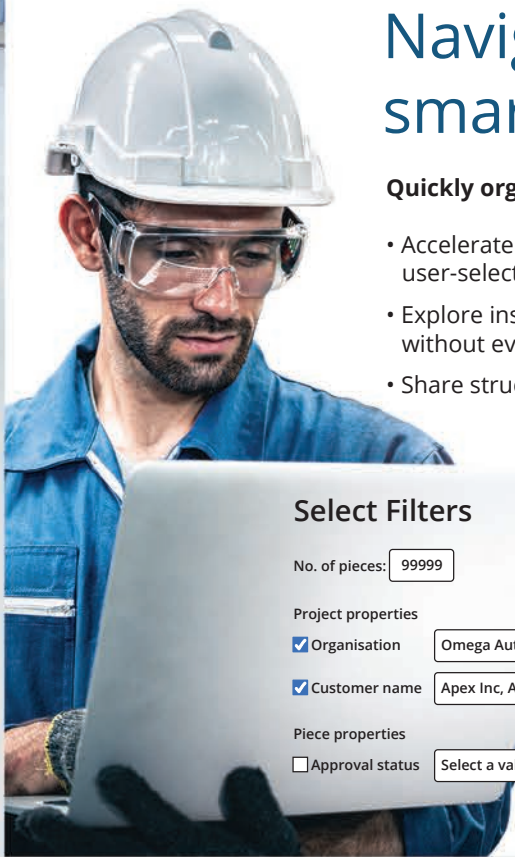 Navig
smar
Quickly org
• Accelerate
user-select
• Explore ins
without ev
• Share stru
Select Filters
No. of pieces: 99999
Project properties
Organisation Omega Aut
Customer name Apex Inc, A
Piece properties
Approval status Select a va